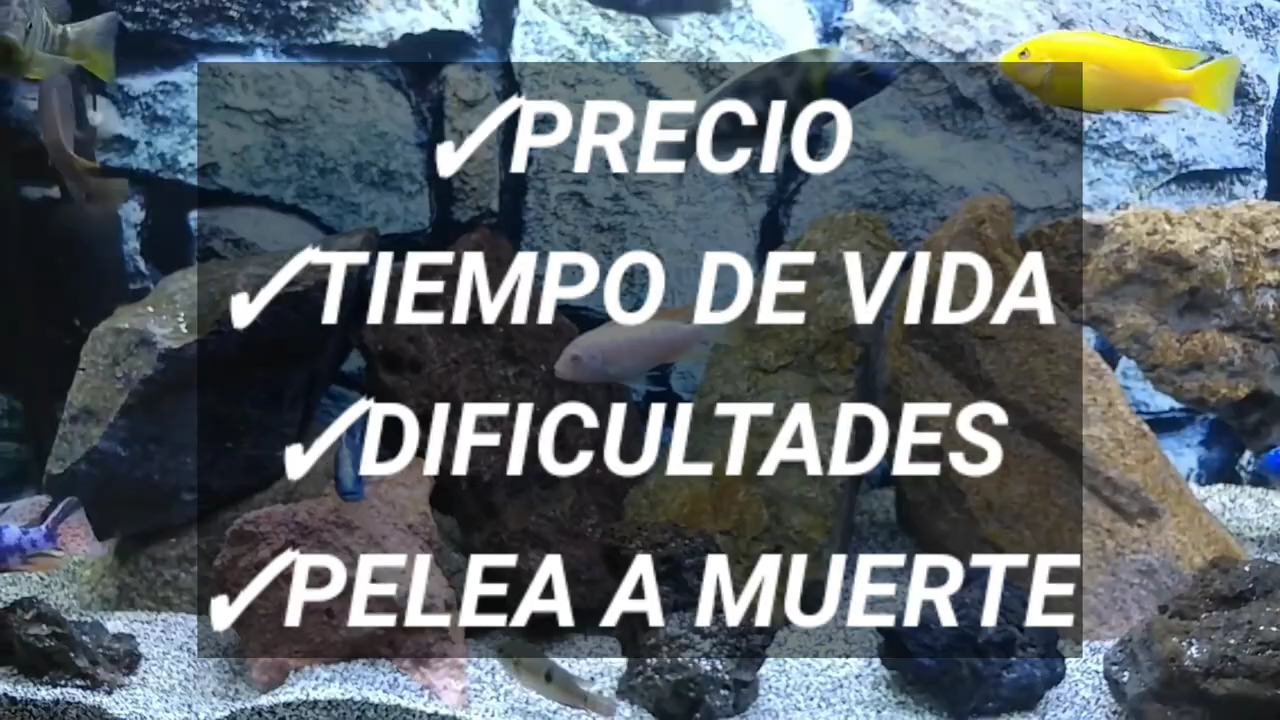 ✓PRECIO
✓TIEMPO DE VIDA
✓DIFICULTADES
✓PELEA A MUERTE